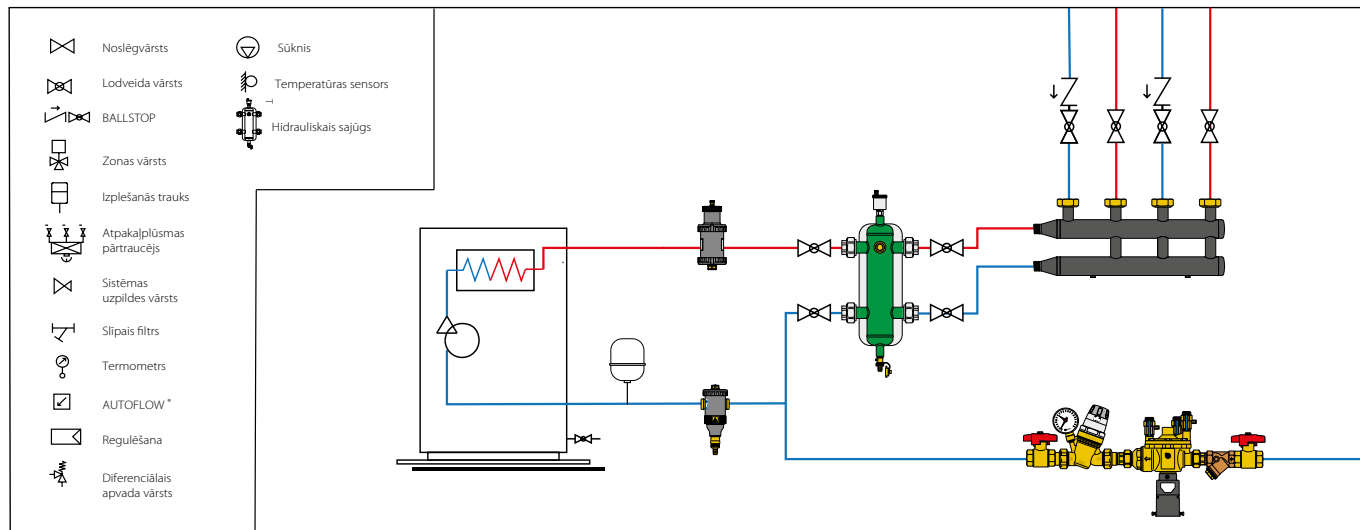 Noslēgvārsts
Lodveida vārsts
BALLSTOP
Zonas vārsts
Izplešanās trauks
Atpakaļplūsmas
pārtraucējs
Sistēmas
uzpildes vārsts
Slīpais filtrs
Termometrs
AUTOFLOW ®
Regulēšana
Diferenciālais
apvada vārsts
Sūknis
Temperatūras sensors
T
Hidrauliskais sajūgs